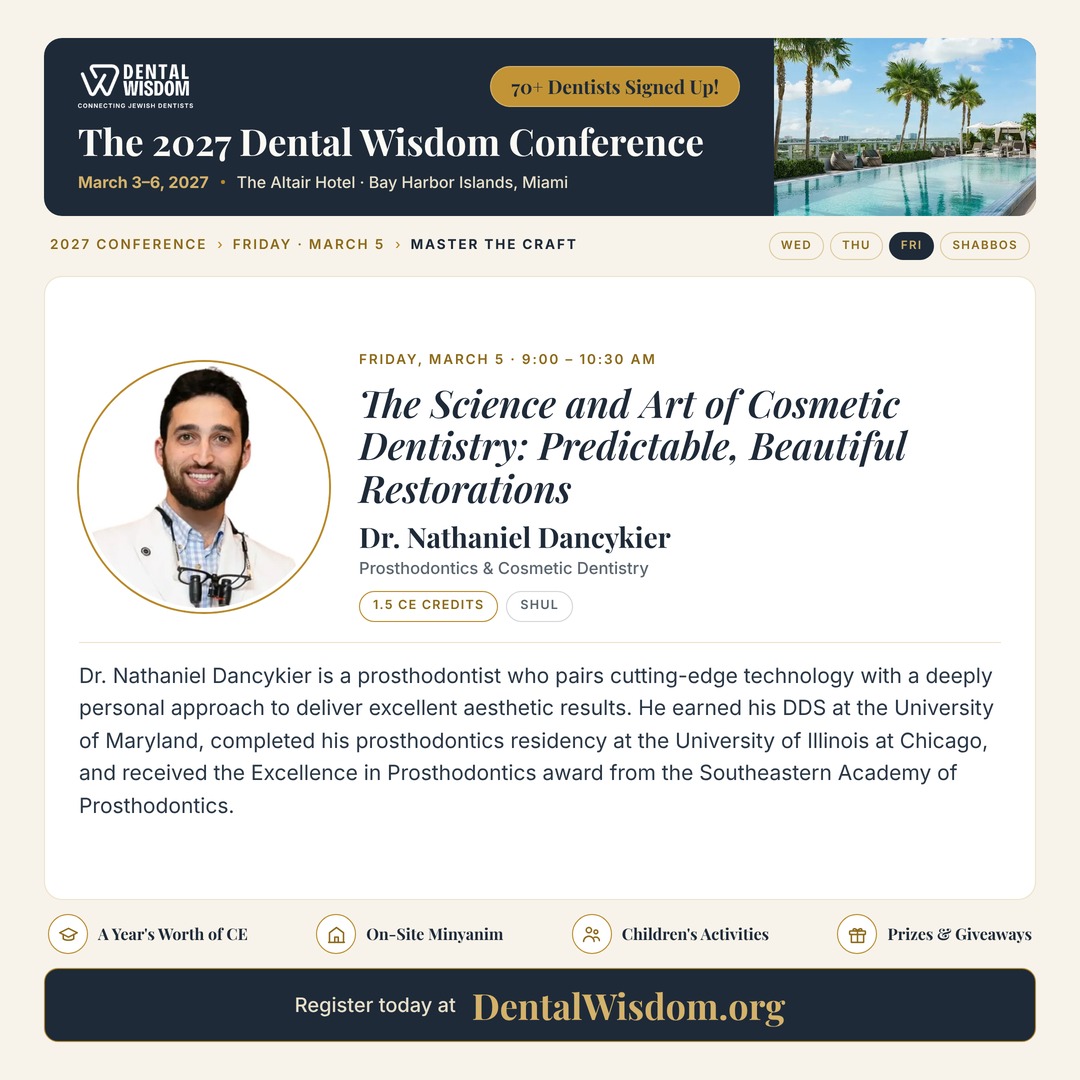 DENTAL
WISDOM
CONNECTING JEWISH DENTISTS
70+ Dentists Signed Up!
The 2027 Dental Wisdom Conference
March 3–6, 2027 • The Altair Hotel · Bay Harbor Islands, Miami
2027 CONFERENCE › FRIDAY · MARCH 5 › MASTER THE CRAFT
WED THU FRI SHABBOS
FRIDAY, MARCH 5 · 9:00 – 10:30 AM
The Science and Art of Cosmetic
Dentistry: Predictable, Beautiful
Restorations
Dr. Nathaniel Dancykier
Prosthodontics & Cosmetic Dentistry
1.5 CE CREDITS SHUL
Dr. Nathaniel Dancykier is a prosthodontist who pairs cutting-edge technology with a deeply
personal approach to deliver excellent aesthetic results. He earned his DDS at the University
of Maryland, completed his prosthodontics residency at the University of Illinois at Chicago,
and received the Excellence in Prosthodontics award from the Southeastern Academy of
Prosthodontics.
A Year's Worth of CE On-Site Minyanim Children's Activities Prizes & Giveaways
Register today at DentalWisdom.org